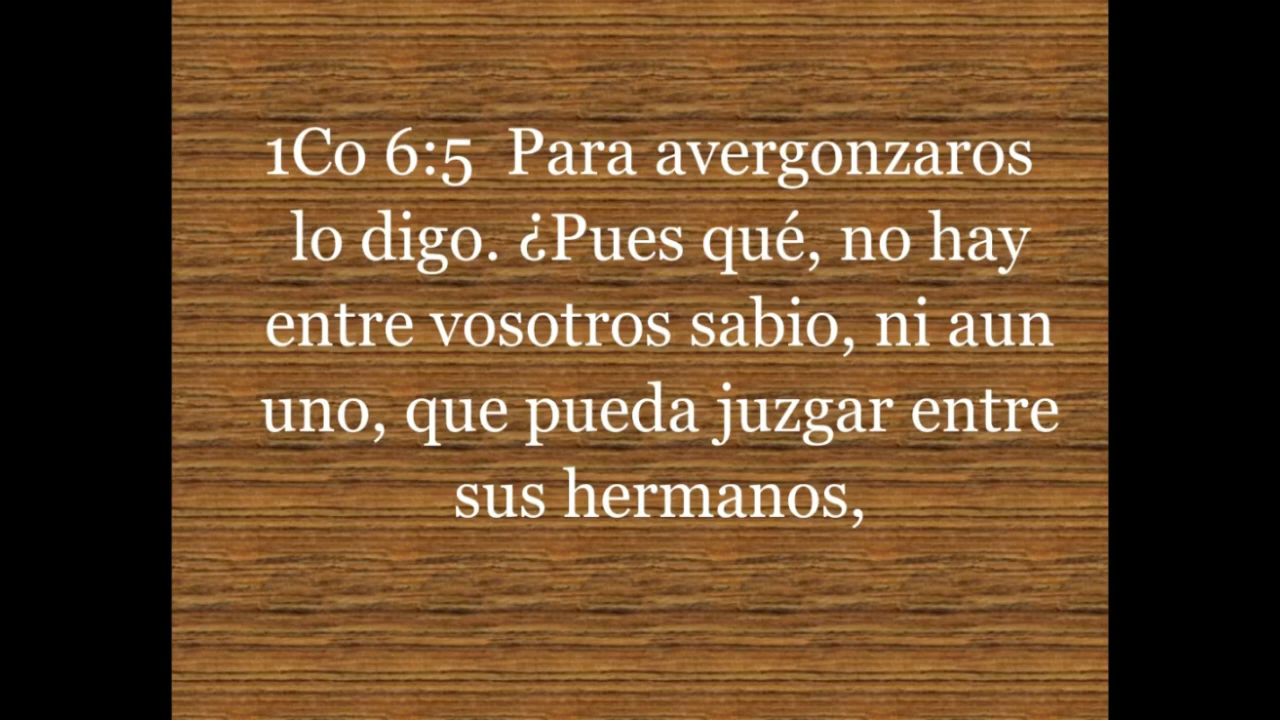 1Co 6:5  Para avergonzaros
lo digo. ¿Pues qué, no hay
entre vosotros sabio, ni aun
uno, que pueda juzgar entre
sus hermanos,